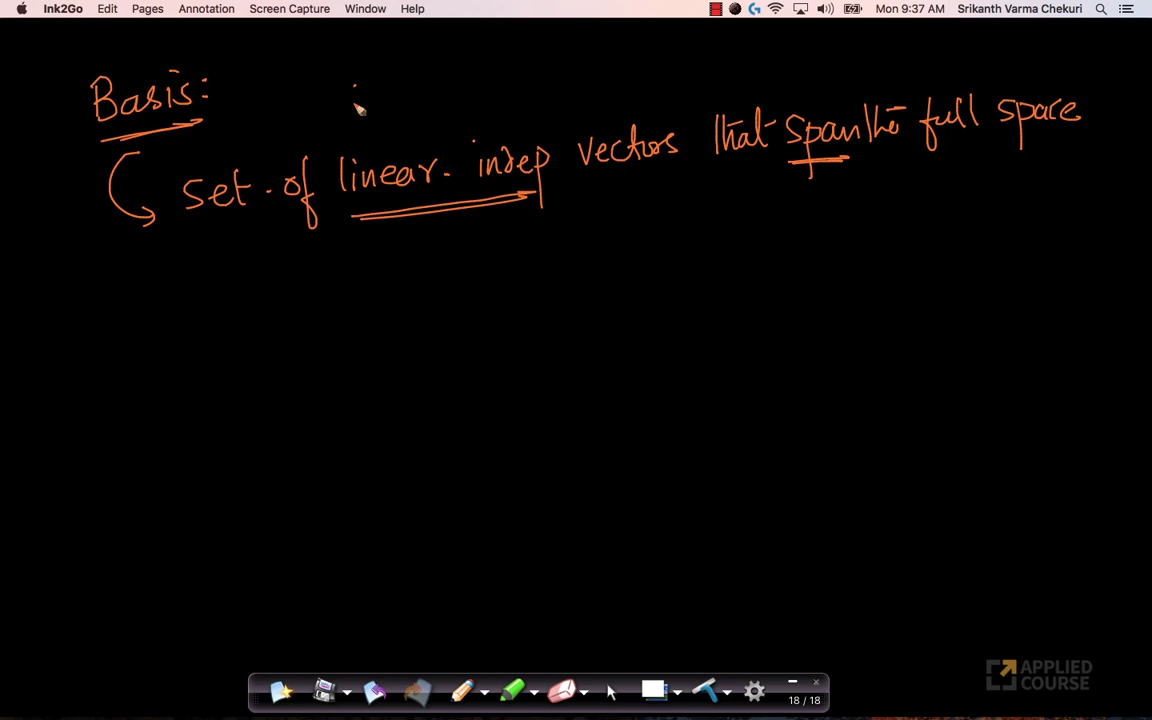 Ink2Go Edit Pages Annotation Screen Capture Window Help Mon 9:37 AM Srikanth Varma Chekuri
Basis:
set of linear indep vectors that span the full space
18 / 18
APPLIED
COURSE